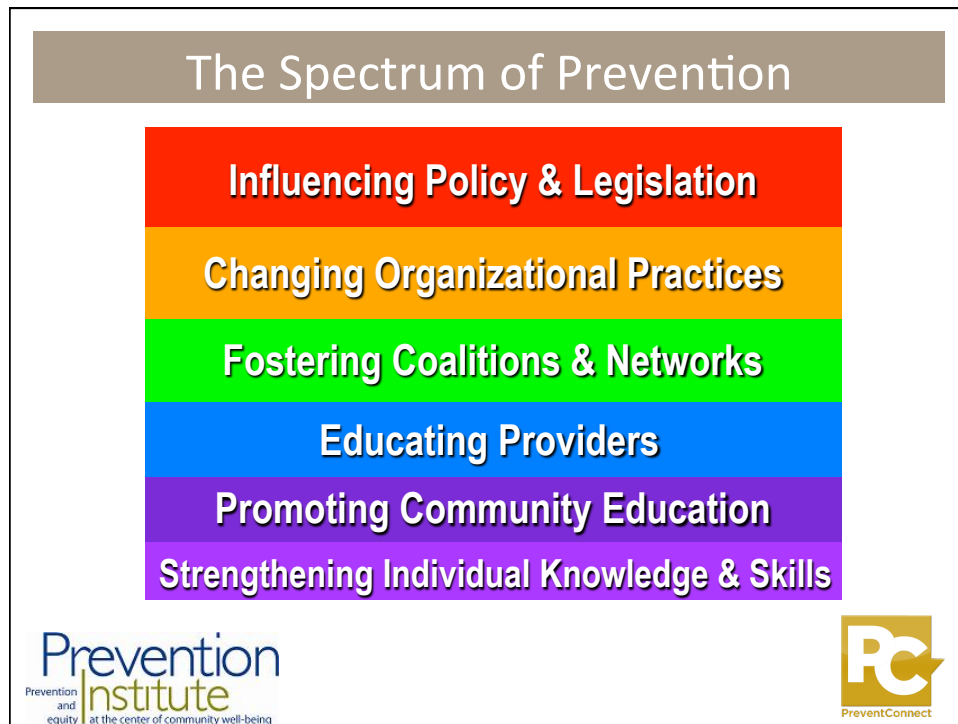 The Spectrum of Prevention
Influencing Policy & Legislation
Changing Organizational Practices
Fostering Coalitions & Networks
Educating Providers
Promoting Community Education
Strengthening Individual Knowledge & Skills
Prevention
Institute
Prevention
and
equity at the center of community well-being
PC
PreventConnect